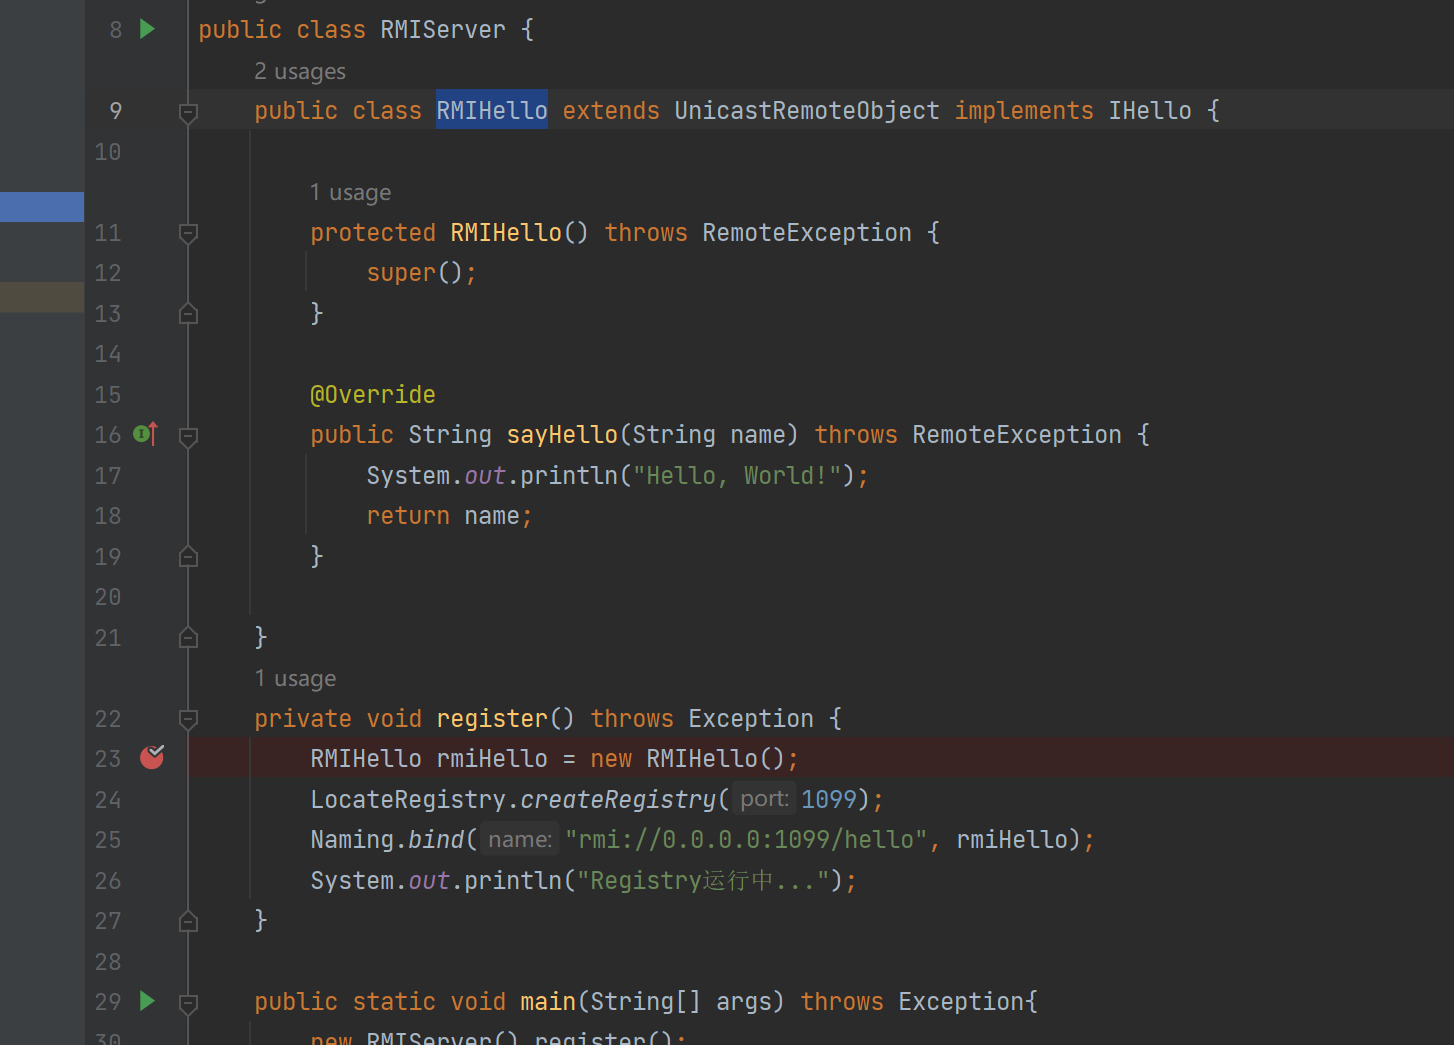 8 public class RMIServer {
2 usages
9 public class RMIHello extends UnicastRemoteObject implements IHello {
10
1 usage
11 protected RMIHello() throws RemoteException {
12 super();
13 }
14
15 @Override
16 public String sayHello(String name) throws RemoteException {
17 System.out.println("Hello, World!");
18 return name;
19 }
20
21 }
1 usage
22 private void register() throws Exception {
23 RMIHello rmiHello = new RMIHello();
24 LocateRegistry.createRegistry( port: 1099);
25 Naming.bind( name: "rmi://0.0.0.0:1099/hello", rmiHello);
26 System.out.println("Registry运行中...");
27 }
28
29 public static void main(String[] args) throws Exception{
30 new RMIServer().register();